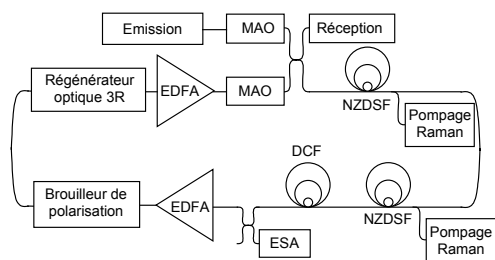 Emission
MAO
Réception
Régénérateur
optique 3R
EDFA
MAO
NZDSF
Pompage
Raman
DCF
Brouilleur de
polarisation
EDFA
NZDSF
ESA
Pompage
Raman